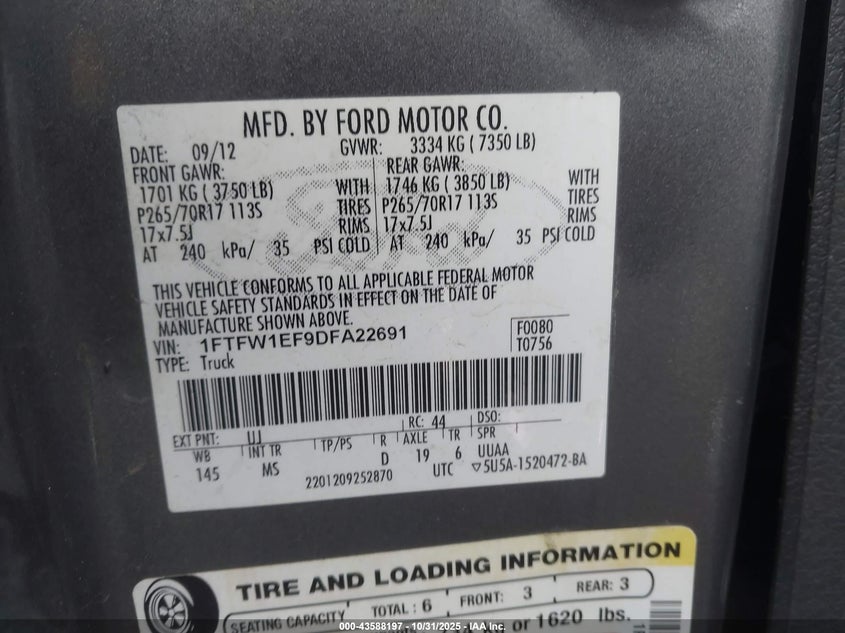 MFD. BY FORD MOTOR CO.
DATE: 09/12 GVWR: 3334 KG ( 7350 LB)
FRONT GAWR: REAR GAWR:
1701 KG ( 3750 LB) WITH 1746 KG ( 3850 LB) WITH
P265/70R17 113S TIRES P265/70R17 113S TIRES
17x7.5J RIMS 17x7.5J RIMS
AT 240 kPa/ 35 PSI COLD AT 240 kPa/ 35 PSI COLD
THIS VEHICLE CONFORMS TO ALL APPLICABLE FEDERAL MOTOR
VEHICLE SAFETY STANDARDS IN EFFECT ON THE DATE OF
MANUFACTURE SHOWN ABOVE.
VIN: 1FTFW1EF9DFA22691 F0080
TYPE: Truck T0756
EXT PNT: UJ RC: 44 DSO:
WB INT TR TP/PS R AXLE TR SPR
145 MS D 19 6 UUAA
2201209252870 UTC ▽5U5A-1520472-BA
TIRE AND LOADING INFORMATION
SEATING CAPACITY TOTAL : 6 FRONT: 3 REAR: 3
or 1620 lbs.
000-43588197 - 10/31/2025 - IAA, Inc.